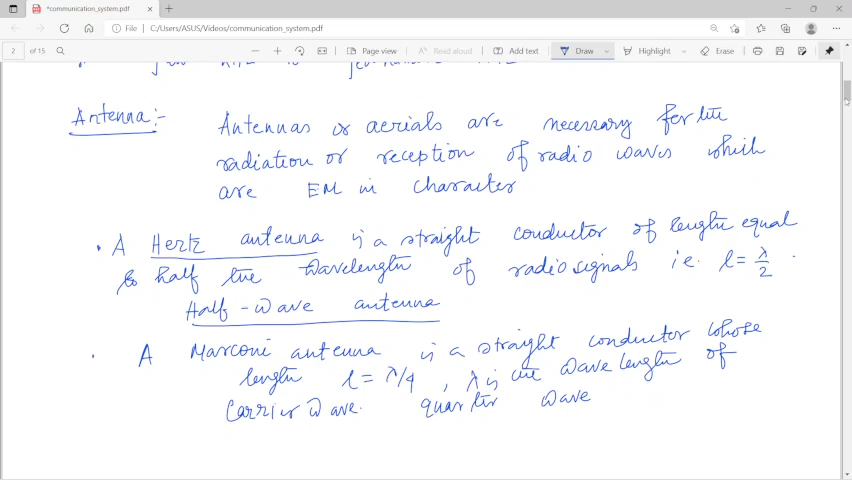 *communication_system.pdf
File
C:/Users/ASUS/Videos/communication_system.pdf
2 of 15
Page view
Read aloud
Add text
Draw
Highlight
Erase
Antenna:-
Antennas or aerials are necessary for the
radiation or reception of radio waves which
are EM in character
• A Hertz antenna is a straight conductor of length equal
to half the wavelength of radio signals i.e. l = λ/2 .
Half-wave antenna
• A Marconi antenna is a straight conductor whose
length l = λ/4 , λ is the wave length of
carrier wave. quarter wave